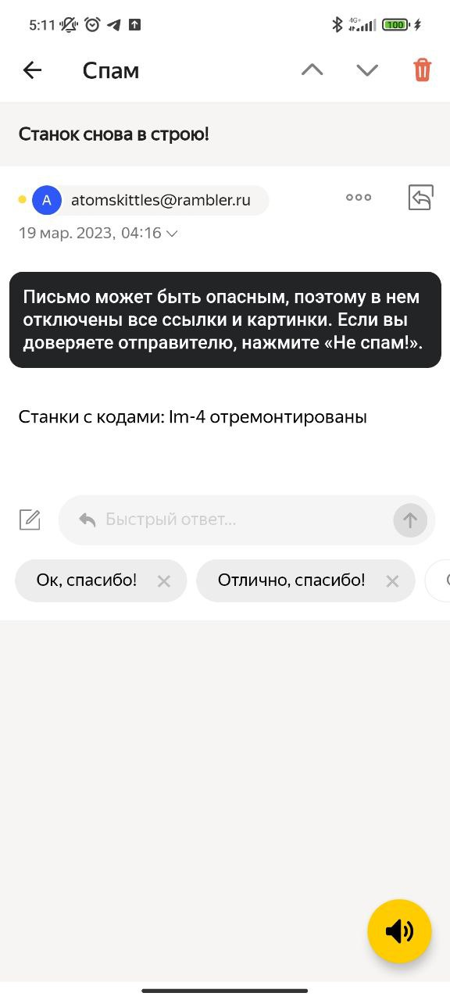 5:11
4G+
100
Спам
Станок снова в строю!
A atomskittles@rambler.ru
19 мар. 2023, 04:16
Письмо может быть опасным, поэтому в нем
отключены все ссылки и картинки. Если вы
доверяете отправителю, нажмите «Не спам!».
Станки с кодами: lm-4 отремонтированы
Быстрый ответ...
Ок, спасибо!
Отлично, спасибо!